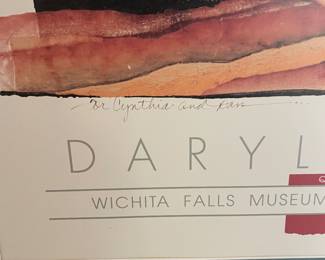 for Cynthia and Ran
DARYL
WICHITA FALLS MUSEUM